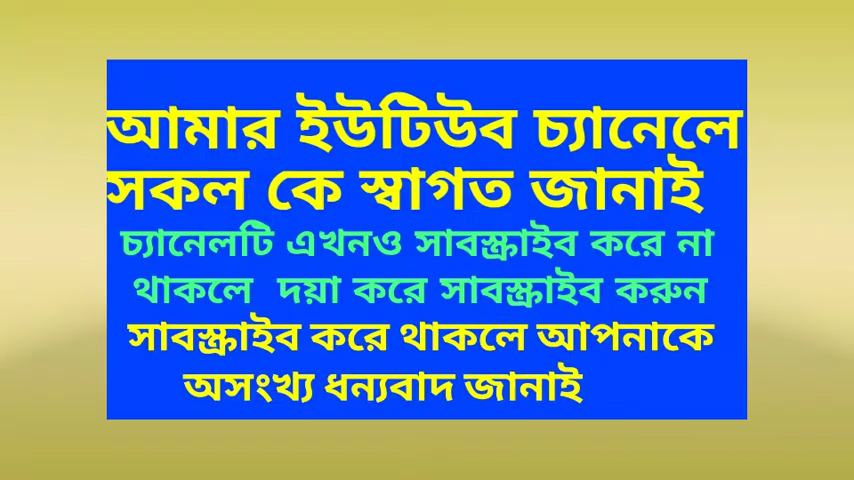 আমার ইউটিউব চ্যানেলে
সকল কে স্বাগত জানাই
চ্যানেলটি এখনও সাবস্ক্রাইব করে না
থাকলে দয়া করে সাবস্ক্রাইব করুন
সাবস্ক্রাইব করে থাকলে আপনাকে
অসংখ্য ধন্যবাদ জানাই